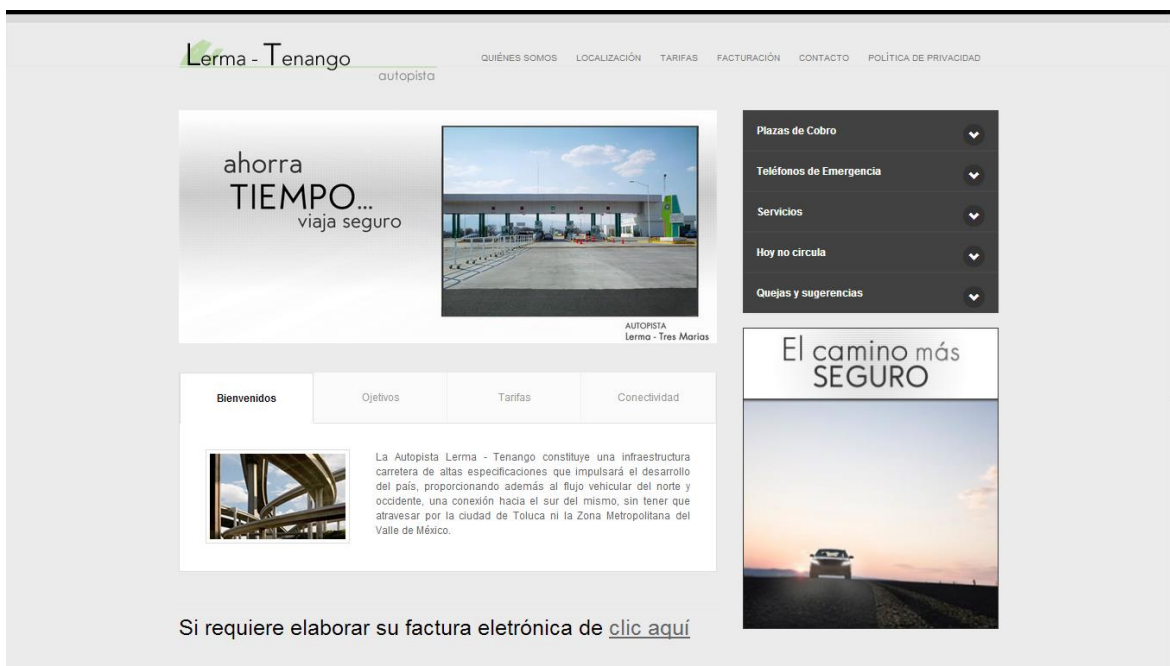 Lerma - Tenango
autopista
QUIÉNES SOMOS LOCALIZACIÓN TARIFAS FACTURACIÓN CONTACTO POLÍTICA DE PRIVACIDAD
ahorra
TIEMPO...
viaja seguro
AUTOPISTA
Lerma - Tres Marias
Plazas de Cobro
Teléfonos de Emergencia
Servicios
Hoy no circula
Quejas y sugerencias
El camino más
SEGURO
Bienvenidos Ojetivos Tarifas Conectividad
La Autopista Lerma - Tenango constituye una infraestructura
carretera de altas especificaciones que impulsará el desarrollo
del país, proporcionando además al flujo vehicular del norte y
occidente, una conexión hacia el sur del mismo, sin tener que
atravesar por la ciudad de Toluca ni la Zona Metropolitana del
Valle de México.
Si requiere elaborar su factura eletrónica de clic aquí